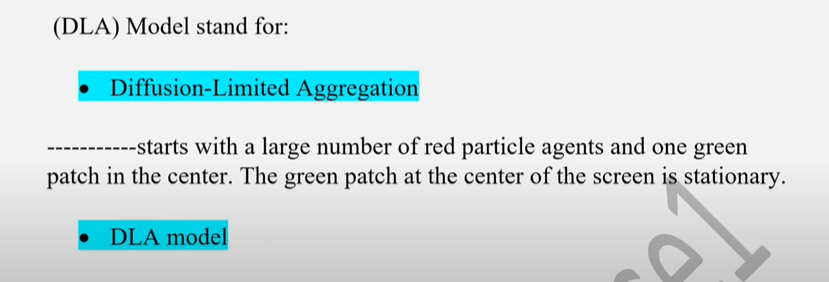 (DLA) Model stand for:
• Diffusion-Limited Aggregation
-----------starts with a large number of red particle agents and one green
patch in the center. The green patch at the center of the screen is stationary.
• DLA model